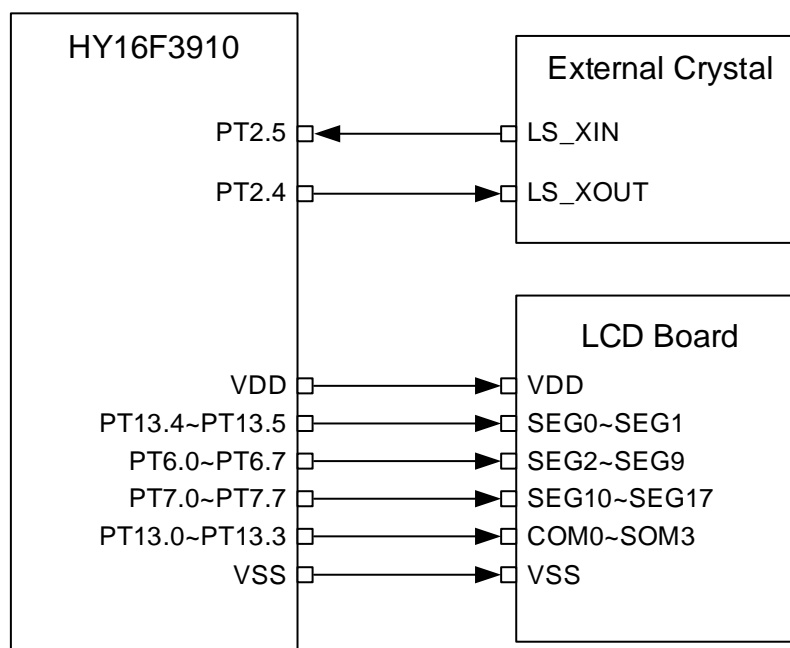 HY16F3910
PT2.5
PT2.4
VDD
PT13.4~PT13.5
PT6.0~PT6.7
PT7.0~PT7.7
PT13.0~PT13.3
VSS
External Crystal
LS_XIN
LS_XOUT
LCD Board
VDD
SEG0~SEG1
SEG2~SEG9
SEG10~SEG17
COM0~SOM3
VSS